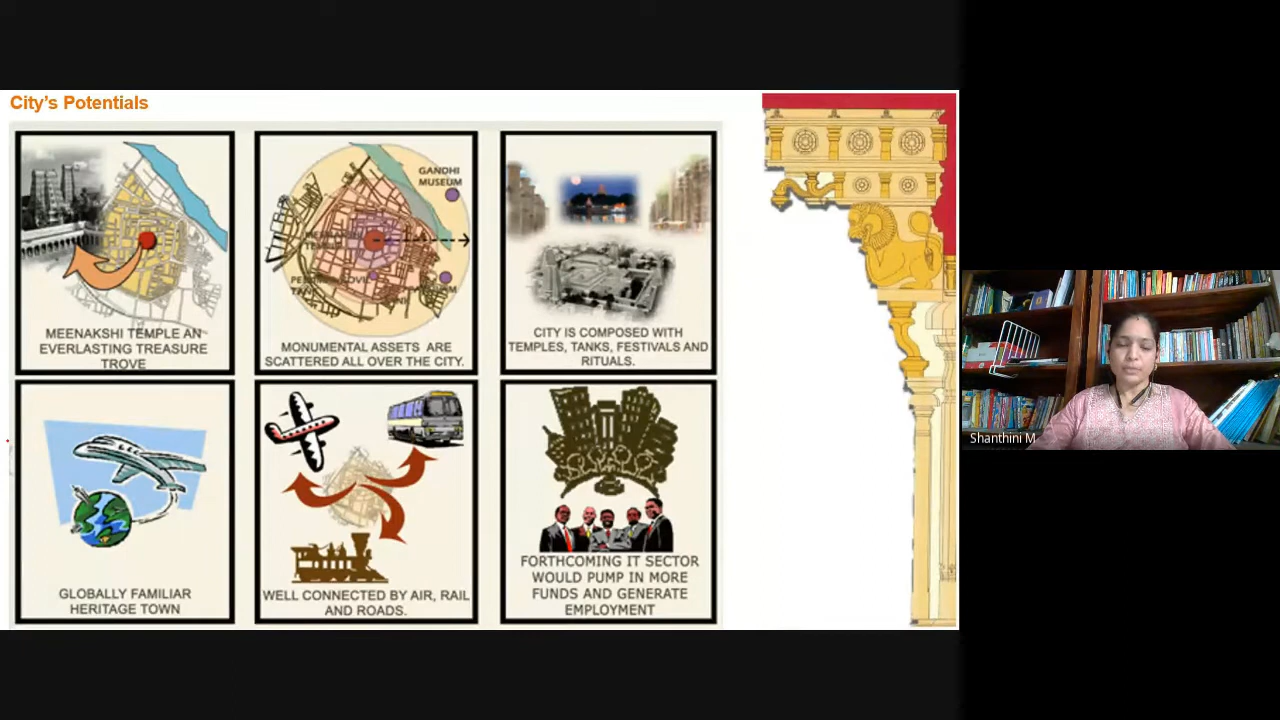 City's Potentials
MEENAKSHI TEMPLE AN
EVERLASTING TREASURE
TROVE
GANDHI
MUSEUM
TEMPLE
MONUMENTAL ASSETS ARE
SCATTERED ALL OVER THE CITY.
CITY IS COMPOSED WITH
TEMPLES, TANKS, FESTIVALS AND
RITUALS.
GLOBALLY FAMILIAR
HERITAGE TOWN
WELL CONNECTED BY AIR, RAIL
AND ROADS.
FORTHCOMING IT SECTOR
WOULD PUMP IN MORE
FUNDS AND GENERATE
EMPLOYMENT
Shanthini M